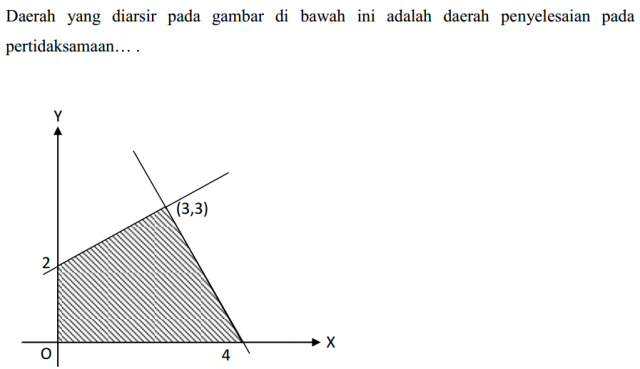 Daerah yang diarsir pada gambar di bawah ini adalah daerah penyelesaian pada
pertidaksamaan… .
Y
(3,3)
2
X
O
4